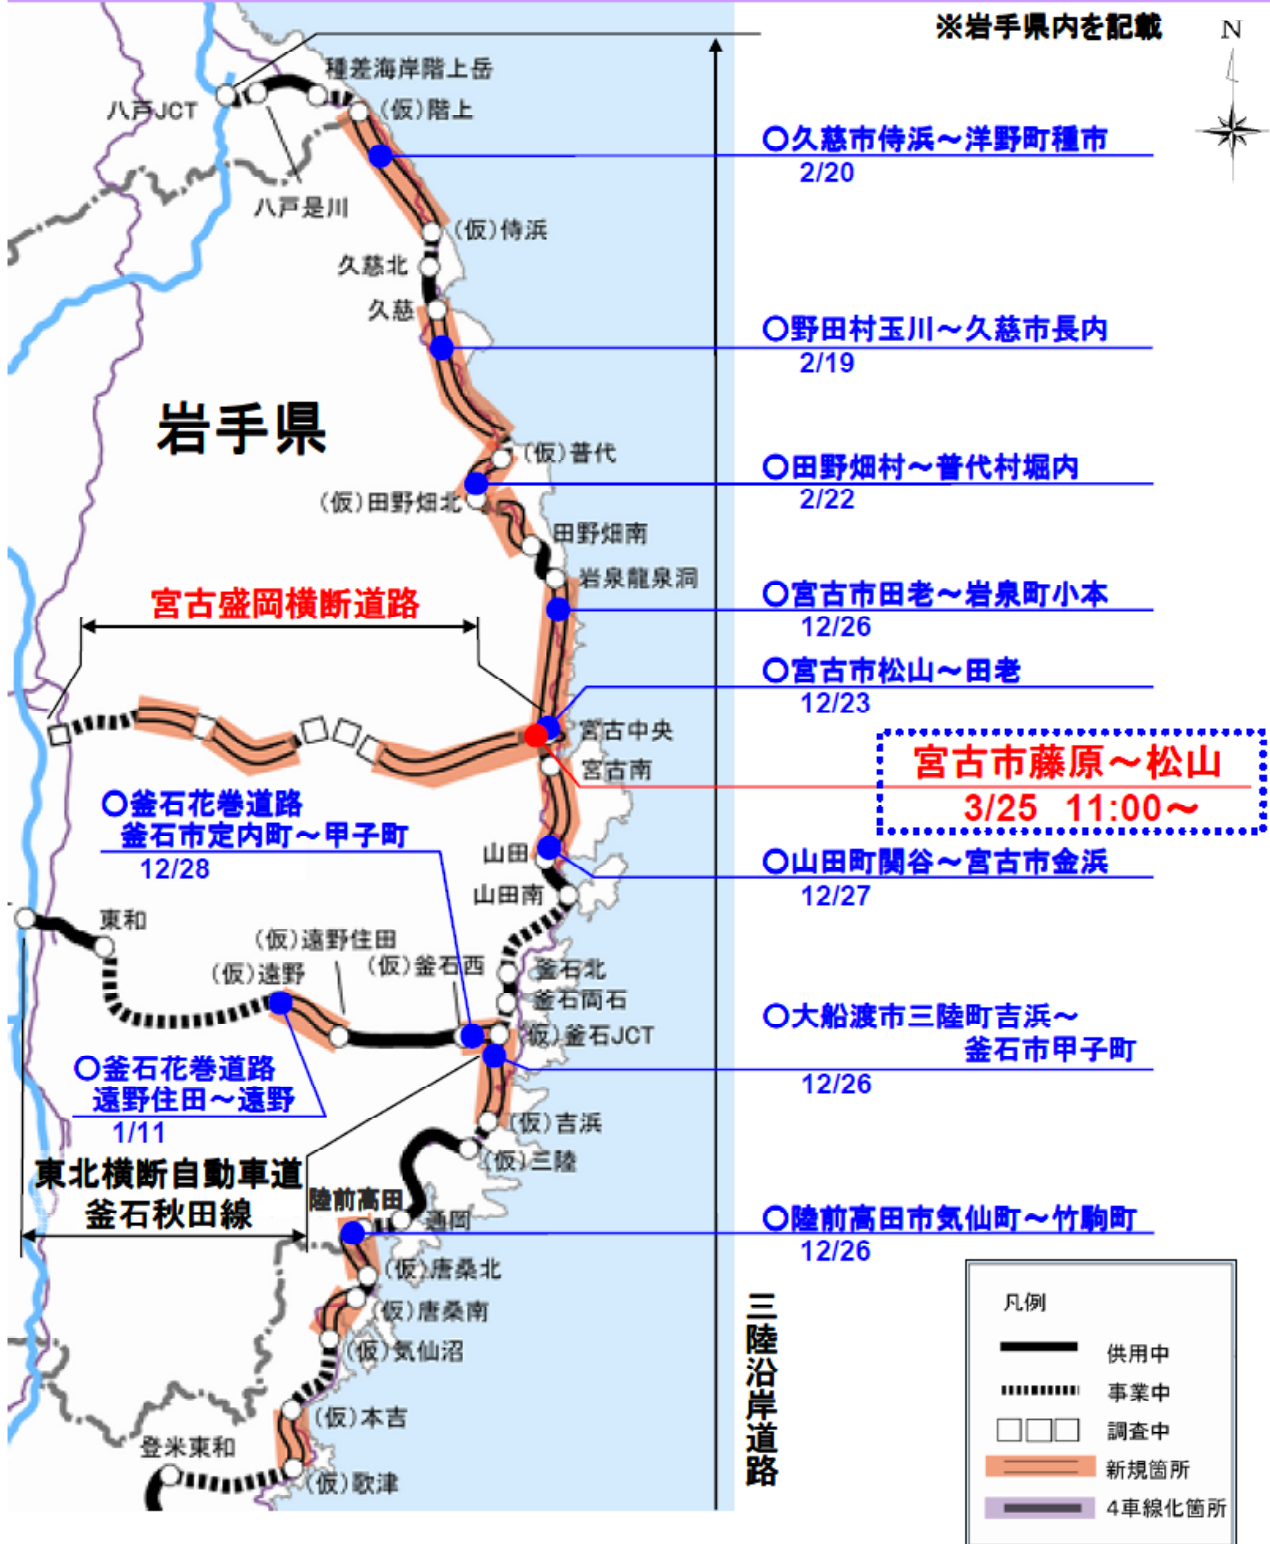 ※岩手県内を記載
N
種差海岸階上岳
八戸JCT
(仮)階上
八戸是川
○久慈市侍浜～洋野町種市
2/20
(仮)侍浜
久慈北
久慈
○野田村玉川～久慈市長内
2/19
岩手県
(仮)普代
○田野畑村～普代村堀内
2/22
(仮)田野畑北
田野畑南
岩泉龍泉洞
宮古盛岡横断道路
○宮古市田老～岩泉町小本
12/26
○宮古市松山～田老
12/23
宮古中央
宮古南
宮古市藤原～松山
3/25 11:00～
○釜石花巻道路
釜石市定内町～甲子町
12/28
山田
○山田町関谷～宮古市金浜
12/27
山田南
東和
(仮)遠野住田
(仮)遠野
(仮)釜石西
釜石北
釜石両石
(仮)釜石JCT
○大船渡市三陸町吉浜～
釜石市甲子町
12/26
○釜石花巻道路
遠野住田～遠野
1/11
(仮)吉浜
(仮)三陸
東北横断自動車道
釜石秋田線
陸前高田
通岡
○陸前高田市気仙町～竹駒町
12/26
(仮)唐桑北
(仮)唐桑南
(仮)気仙沼
三陸沿岸道路
(仮)本吉
登米東和
(仮)歌津
凡例
供用中
事業中
調査中
新規箇所
4車線化箇所